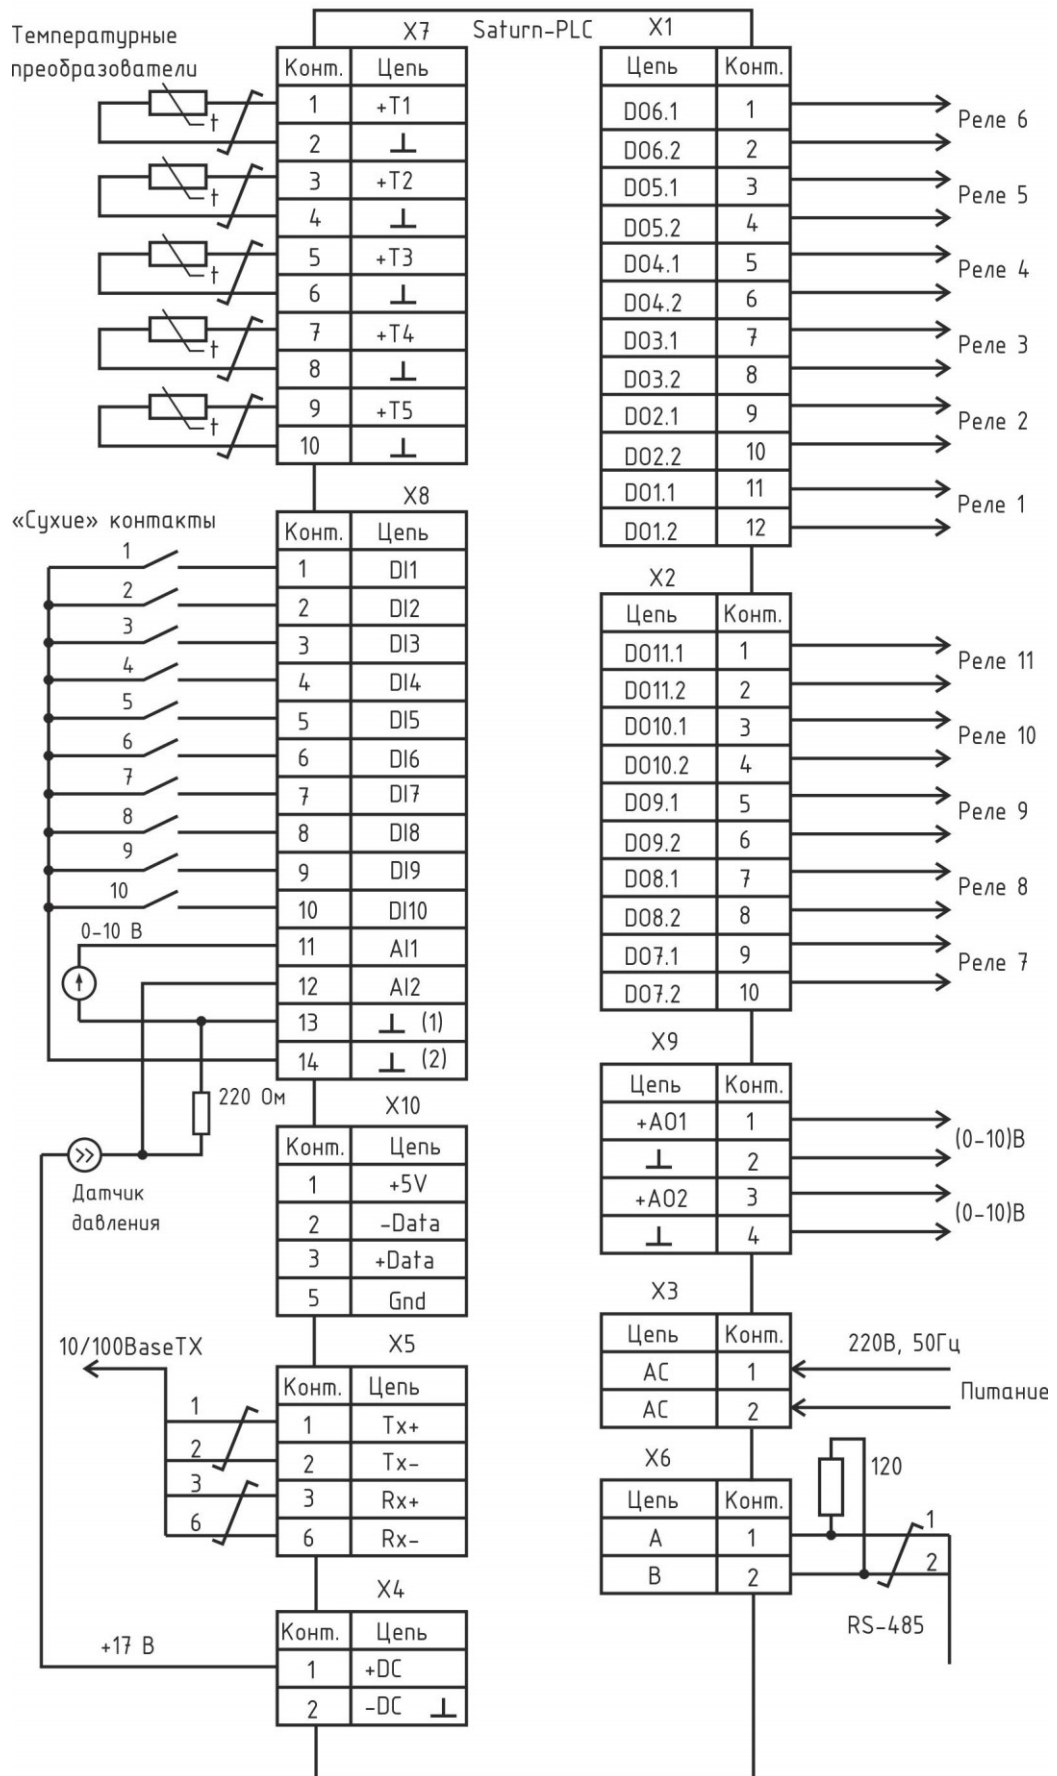 Saturn-PLC
Температурные
преобразователи
X7
Конт. Цепь
1 +T1
2 ⊥
3 +T2
4 ⊥
5 +T3
6 ⊥
7 +T4
8 ⊥
9 +T5
10 ⊥
t
t
t
t
t
X8
«Сухие» контакты
Конт. Цепь
1 1 DI1
2 2 DI2
3 3 DI3
4 4 DI4
5 5 DI5
6 6 DI6
7 7 DI7
8 8 DI8
9 9 DI9
10 10 DI10
0-10 В
11 AI1
12 AI2
13 ⊥ (1)
14 ⊥ (2)
220 Ом
Датчик
давления
X10
Конт. Цепь
1 +5V
2 -Data
3 +Data
5 Gnd
10/100BaseTX
X5
Конт. Цепь
1 1 Tx+
2 2 Tx-
3 3 Rx+
6 6 Rx-
X4
Конт. Цепь
+17 В
1 +DC
2 -DC ⊥
X1
Цепь Конт.
DO6.1 1
DO6.2 2
Реле 6
DO5.1 3
DO5.2 4
Реле 5
DO4.1 5
DO4.2 6
Реле 4
DO3.1 7
DO3.2 8
Реле 3
DO2.1 9
DO2.2 10
Реле 2
DO1.1 11
DO1.2 12
Реле 1
X2
Цепь Конт.
DO11.1 1
DO11.2 2
Реле 11
DO10.1 3
DO10.2 4
Реле 10
DO9.1 5
DO9.2 6
Реле 9
DO8.1 7
DO8.2 8
Реле 8
DO7.1 9
DO7.2 10
Реле 7
X9
Цепь Конт.
+AO1 1
⊥ 2
(0-10)В
+AO2 3
⊥ 4
(0-10)В
X3
Цепь Конт.
220В, 50Гц
AC 1
AC 2
Питание
X6
120
Цепь Конт.
A 1 1
B 2 2
RS-485